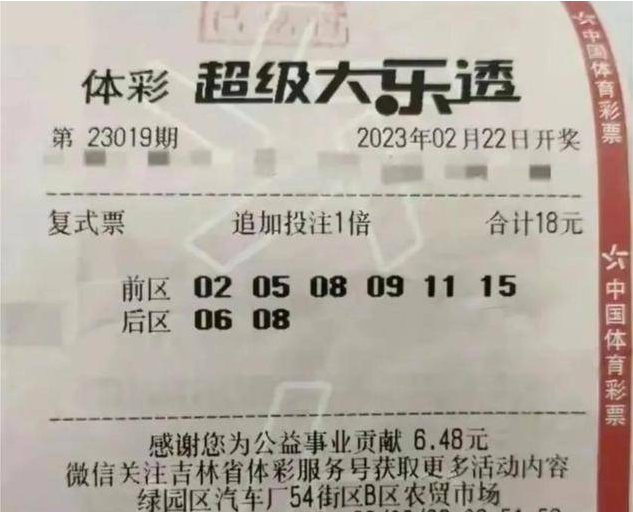 体彩 超级大乐透
第 23019期 2023年02月22日开奖
复式票 追加投注1倍 合计18元
前区 02 05 08 09 11 15
后区 06 08
感谢您为公益事业贡献 6.48元
微信关注吉林省体彩服务号获取更多活动内容
绿园区汽车厂54街区B区农贸市场
中国体育彩票
中国体育彩票